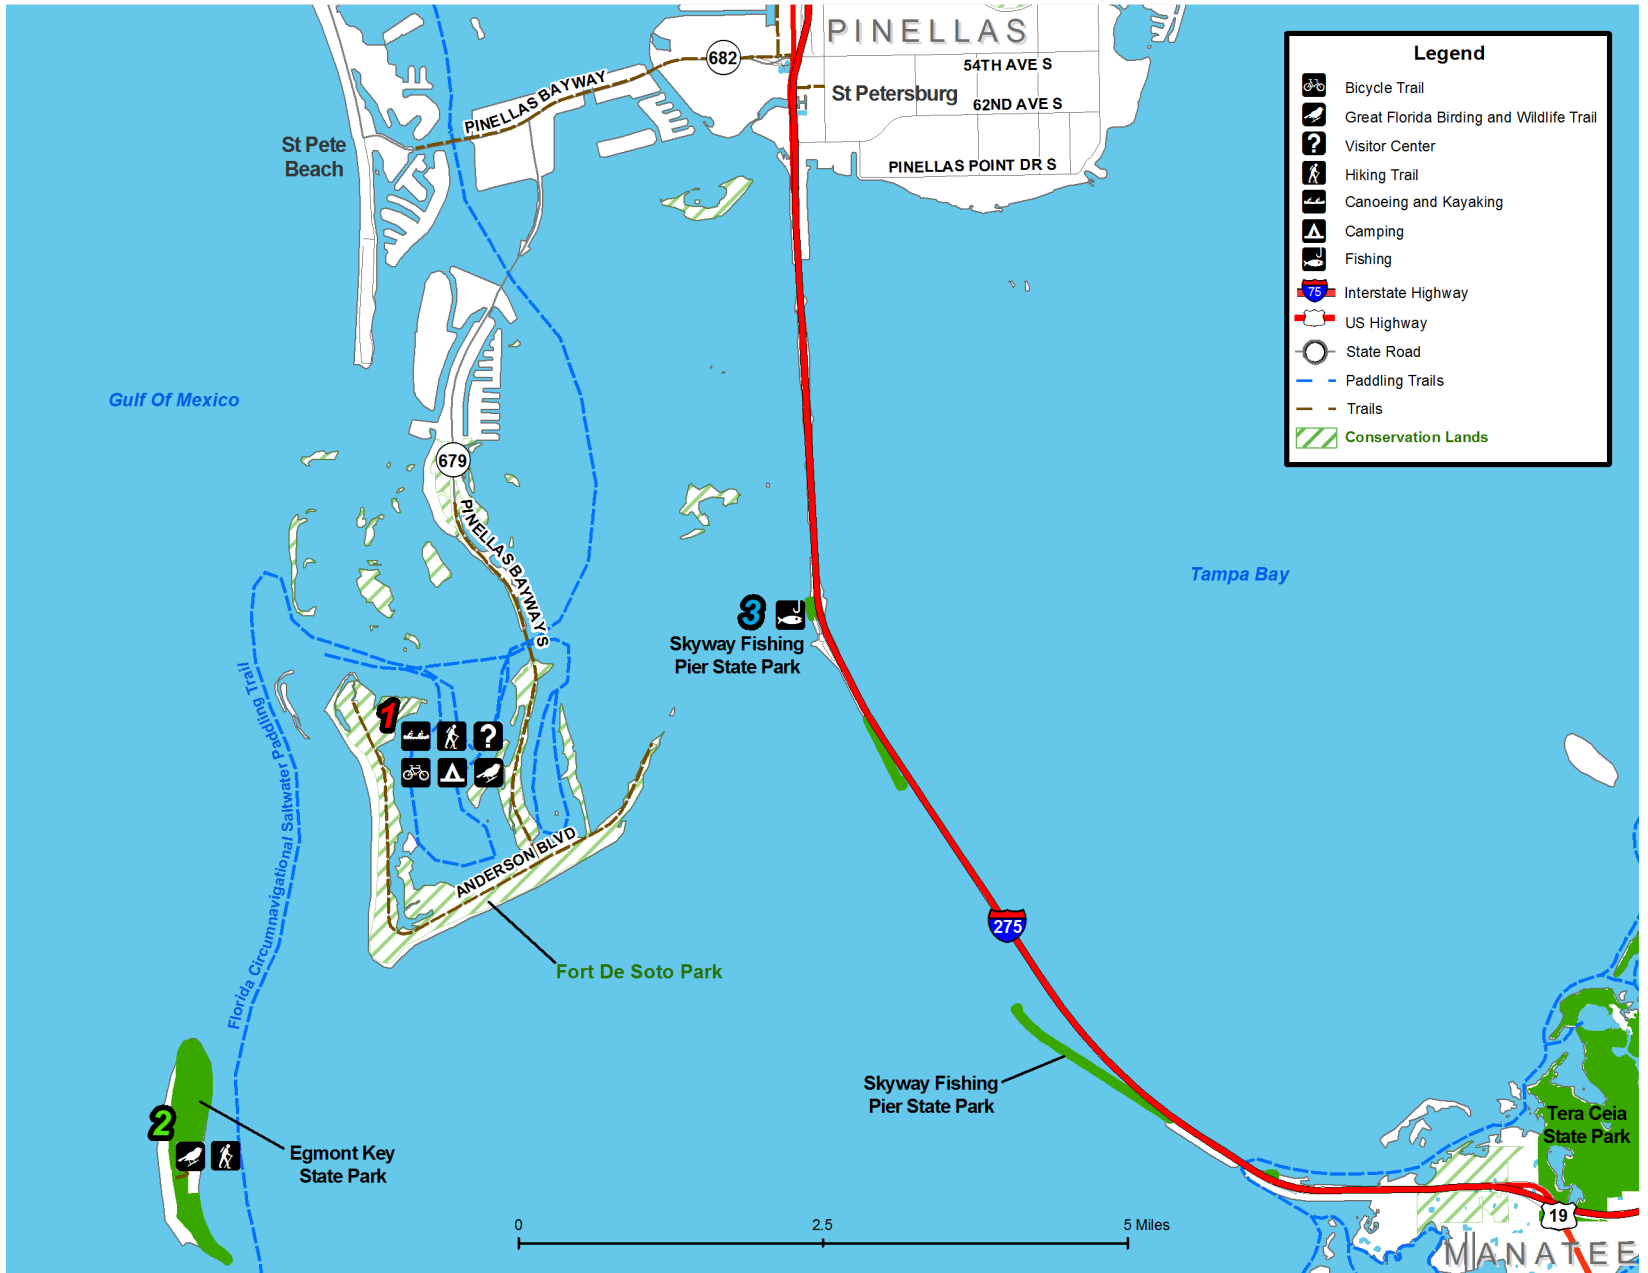 PINELLAS
682
54TH AVE S
PINELLAS BAYWAY
St Petersburg
62ND AVE S
St Pete
Beach
PINELLAS POINT DR S
Legend
Bicycle Trail
Great Florida Birding and Wildlife Trail
?
Visitor Center
Hiking Trail
Canoeing and Kayaking
Camping
Fishing
75
Interstate Highway
US Highway
State Road
Paddling Trails
Trails
Conservation Lands
Gulf Of Mexico
679
PINELLAS BAYWAY S
Tampa Bay
3
Skyway Fishing
Pier State Park
1
?
Florida Circumnavigational Saltwater Paddling Trail
ANDERSON BLVD
275
Fort De Soto Park
Skyway Fishing
Pier State Park
Tera Ceia
State Park
2
Egmont Key
State Park
19
0 2.5 5 Miles
MANATEE